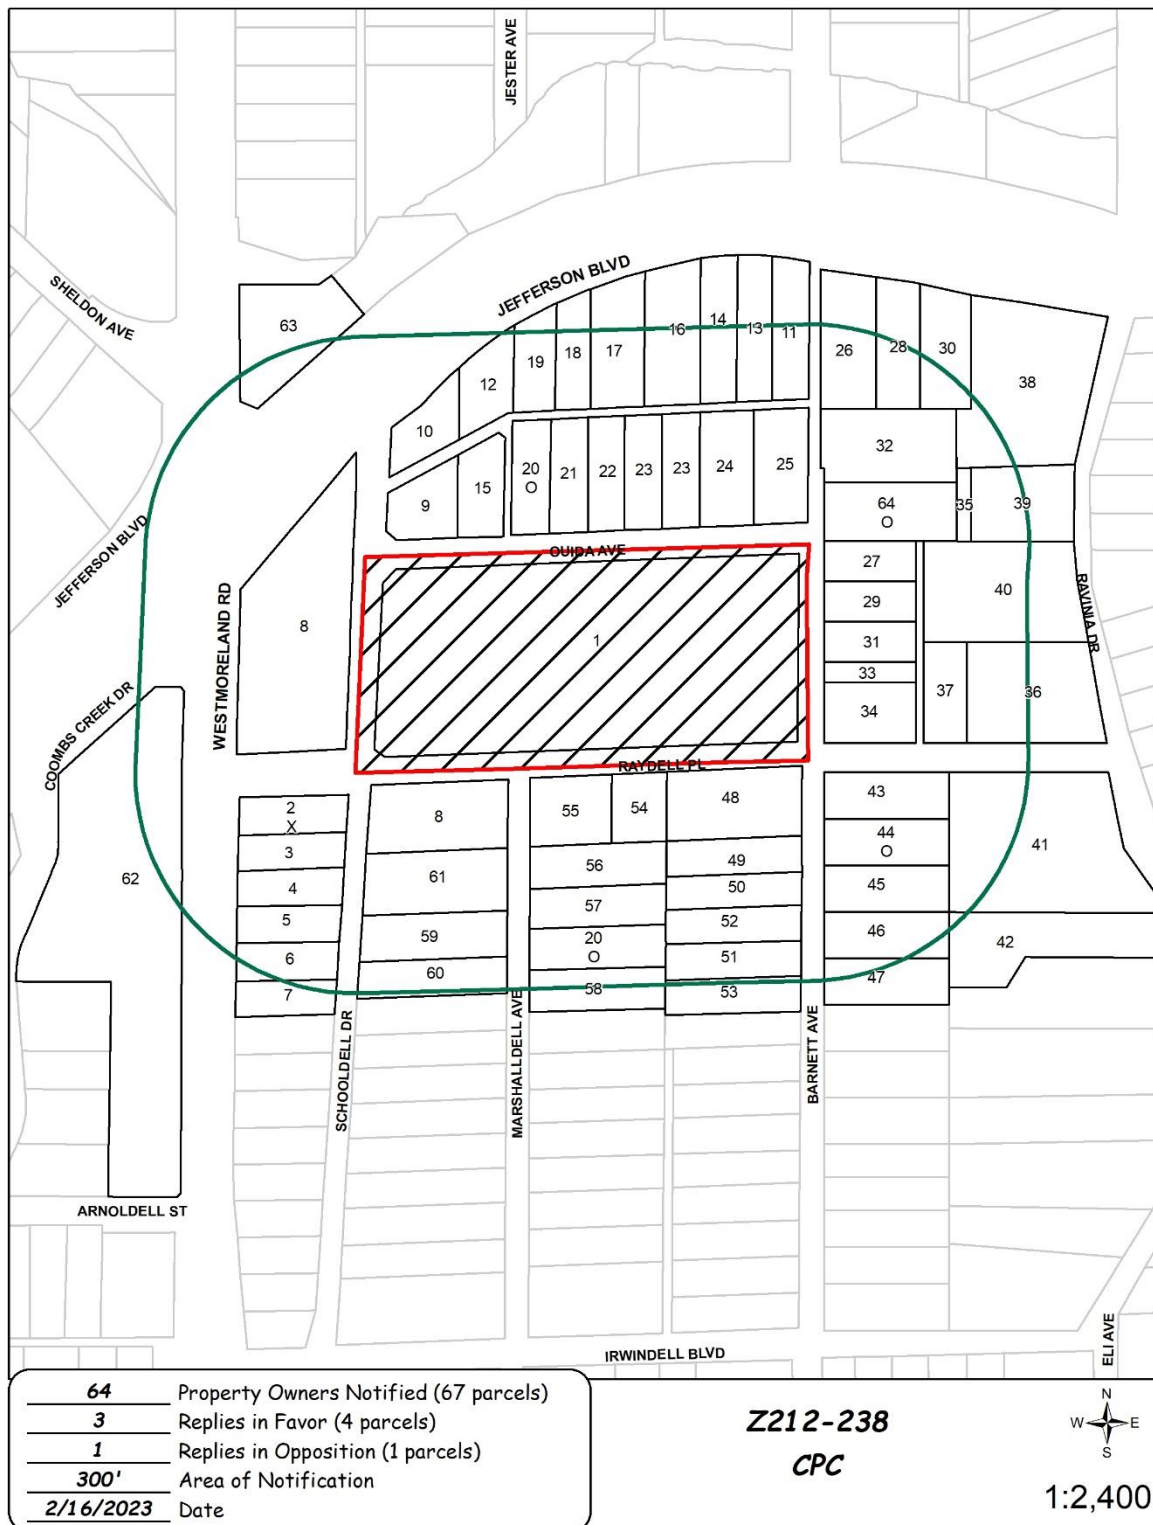 JESTER AVE
SHELDON AVE
JEFFERSON BLVD
63
16
14
13
11
19
18
17
12
10
26
28
30
38
32
20
O
21
22
23
23
24
25
9
15
64
O
35
39
JEFFERSON BLVD
OUIDA AVE
27
29
31
33
34
40
RAVINIA DR
37
36
WESTMORELAND RD
8
1
COOMBS CREEK DR
RAYDELL PL
2
X
3
4
5
6
7
8
61
59
60
55
54
48
56
49
50
57
52
20
O
51
58
53
43
44
O
45
46
47
41
42
62
SCHOOLDELL DR
MARSHALLDELL AVE
BARNETT AVE
ARNOLDELL ST
IRWINDELL BLVD
ELI AVE
64 Property Owners Notified (67 parcels)
3 Replies in Favor (4 parcels)
1 Replies in Opposition (1 parcels)
300' Area of Notification
2/16/2023 Date
Z212-238
CPC
N
W E
S
1:2,400